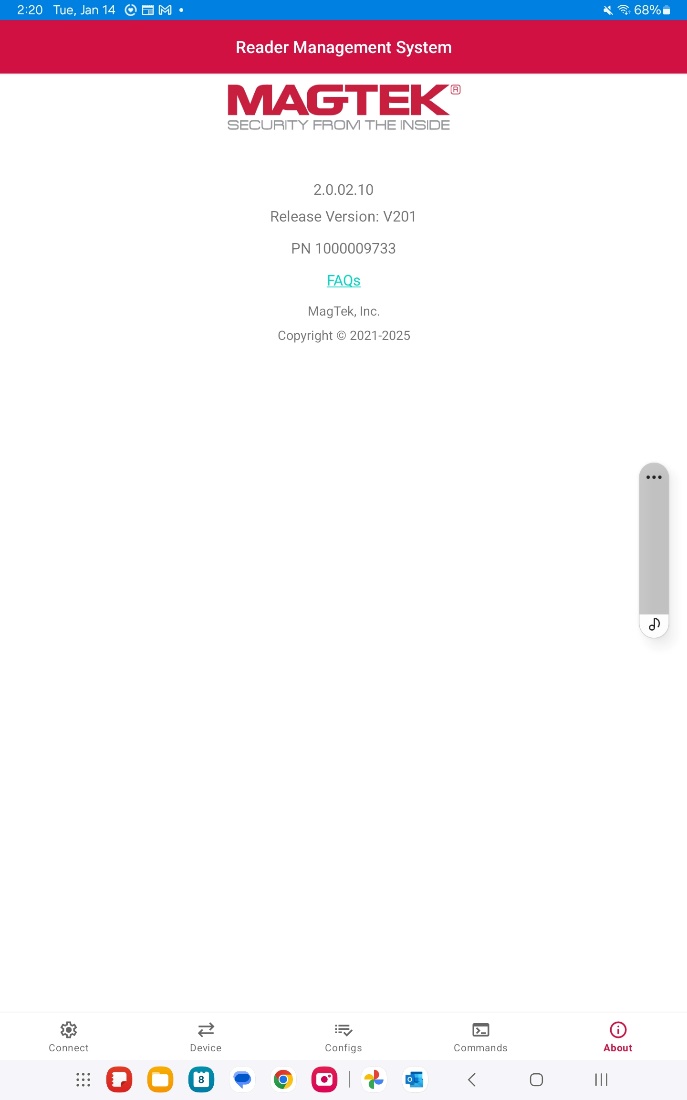 2:20 Tue, Jan 14 68%
Reader Management System
MAGTEK®
SECURITY FROM THE INSIDE
2.0.02.10
Release Version: V201
PN 1000009733
FAQs
MagTek, Inc.
Copyright © 2021-2025
Connect Device Configs Commands About
8